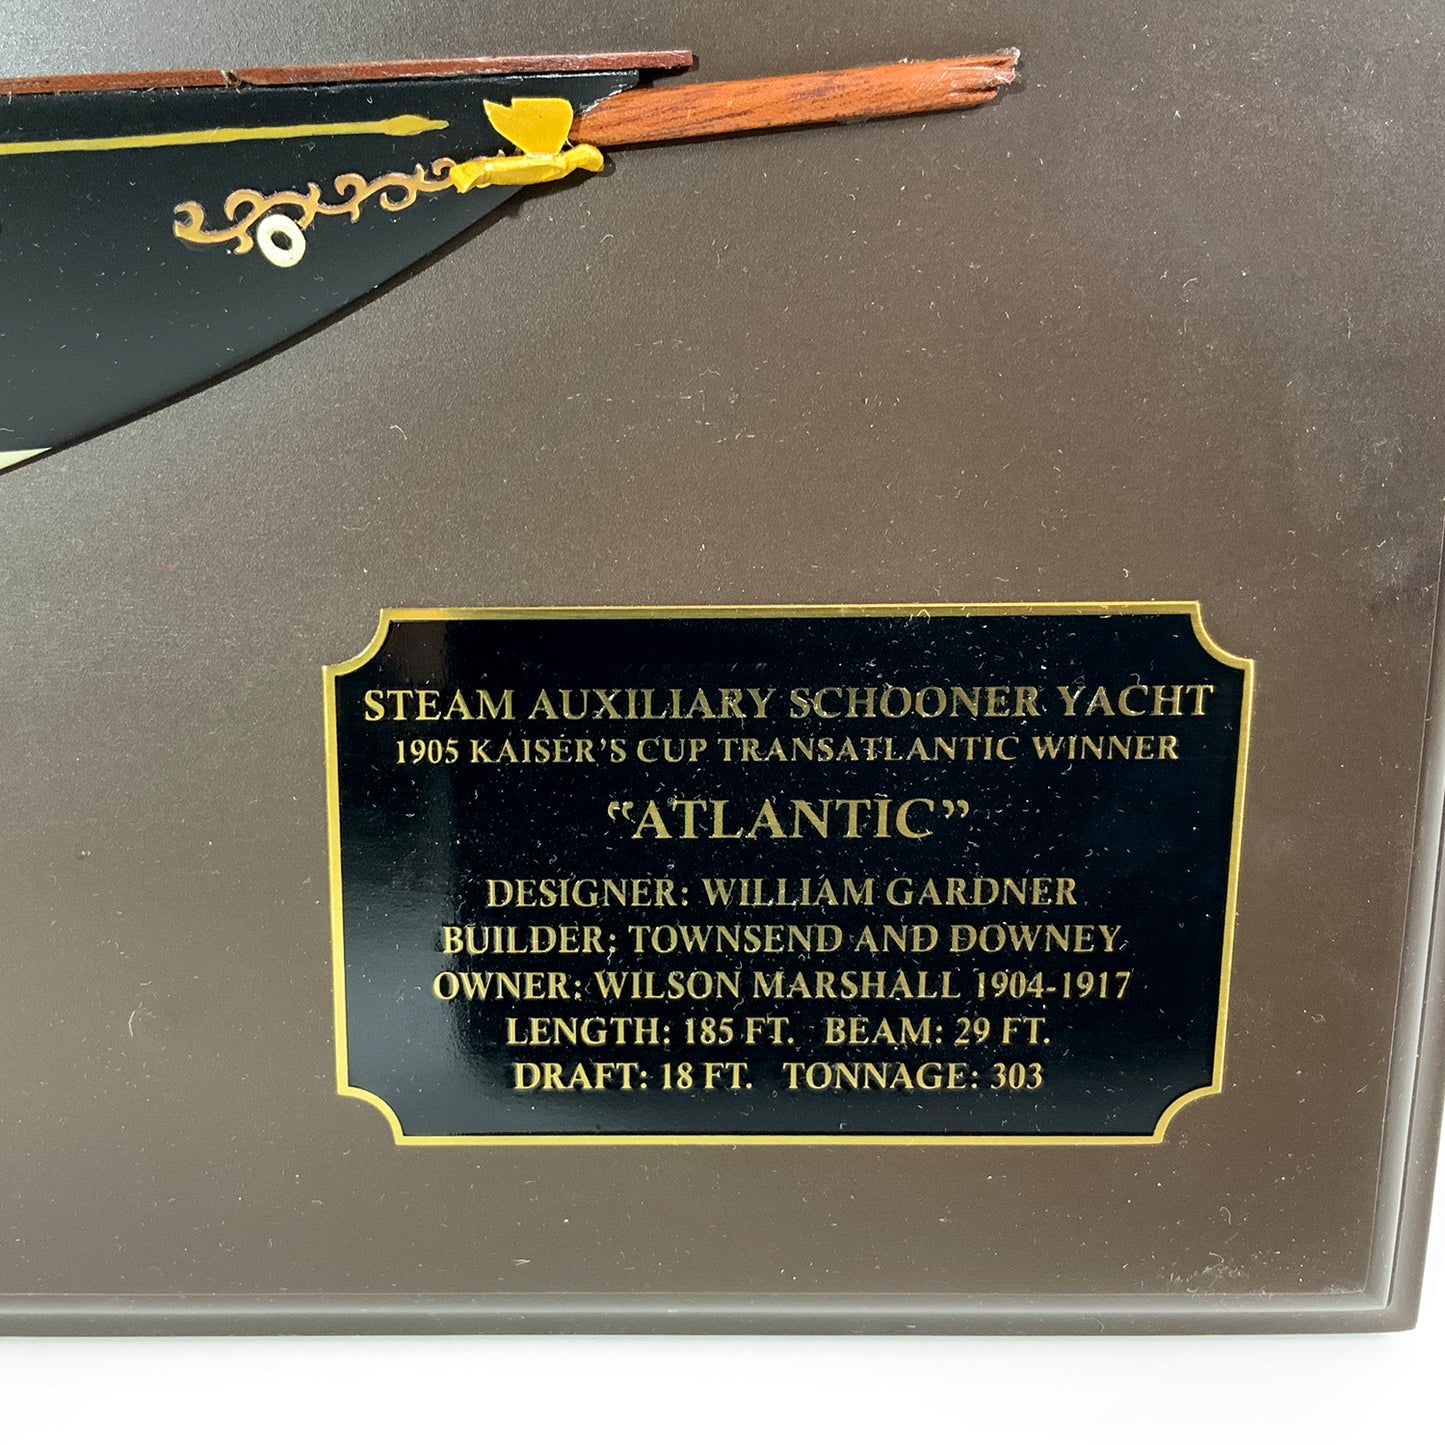 STEAM AUXILIARY SCHOONER YACHT
1905 KAISER'S CUP TRANSATLANTIC WINNER
“ATLANTIC”
DESIGNER: WILLIAM GARDNER
BUILDER: TOWNSEND AND DOWNEY
OWNER: WILSON MARSHALL 1904-1917
LENGTH: 185 FT. BEAM: 29 FT.
DRAFT: 18 FT. TONNAGE: 303